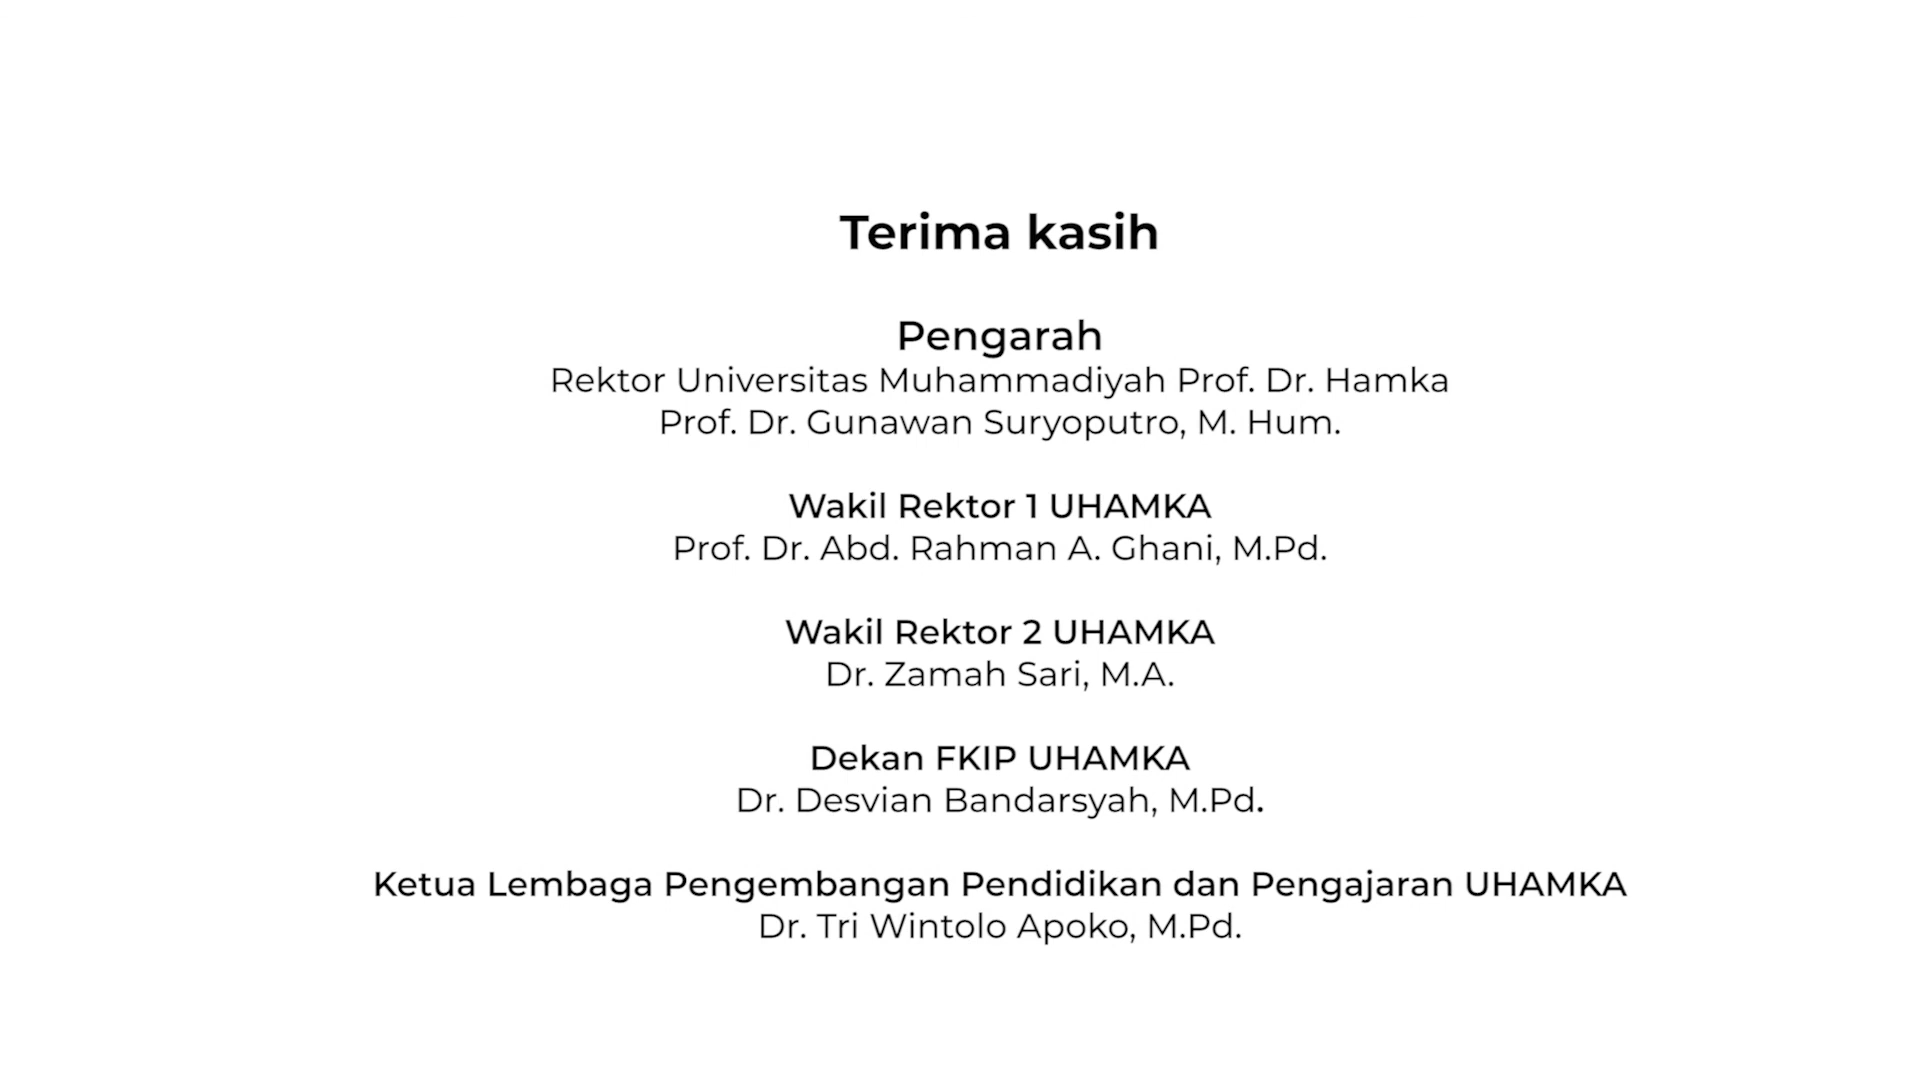 Terima kasih
Pengarah
Rektor Universitas Muhammadiyah Prof. Dr. Hamka
Prof. Dr. Gunawan Suryoputro, M. Hum.
Wakil Rektor 1 UHAMKA
Prof. Dr. Abd. Rahman A. Ghani, M.Pd.
Wakil Rektor 2 UHAMKA
Dr. Zamah Sari, M.A.
Dekan FKIP UHAMKA
Dr. Desvian Bandarsyah, M.Pd.
Ketua Lembaga Pengembangan Pendidikan dan Pengajaran UHAMKA
Dr. Tri Wintolo Apoko, M.Pd.